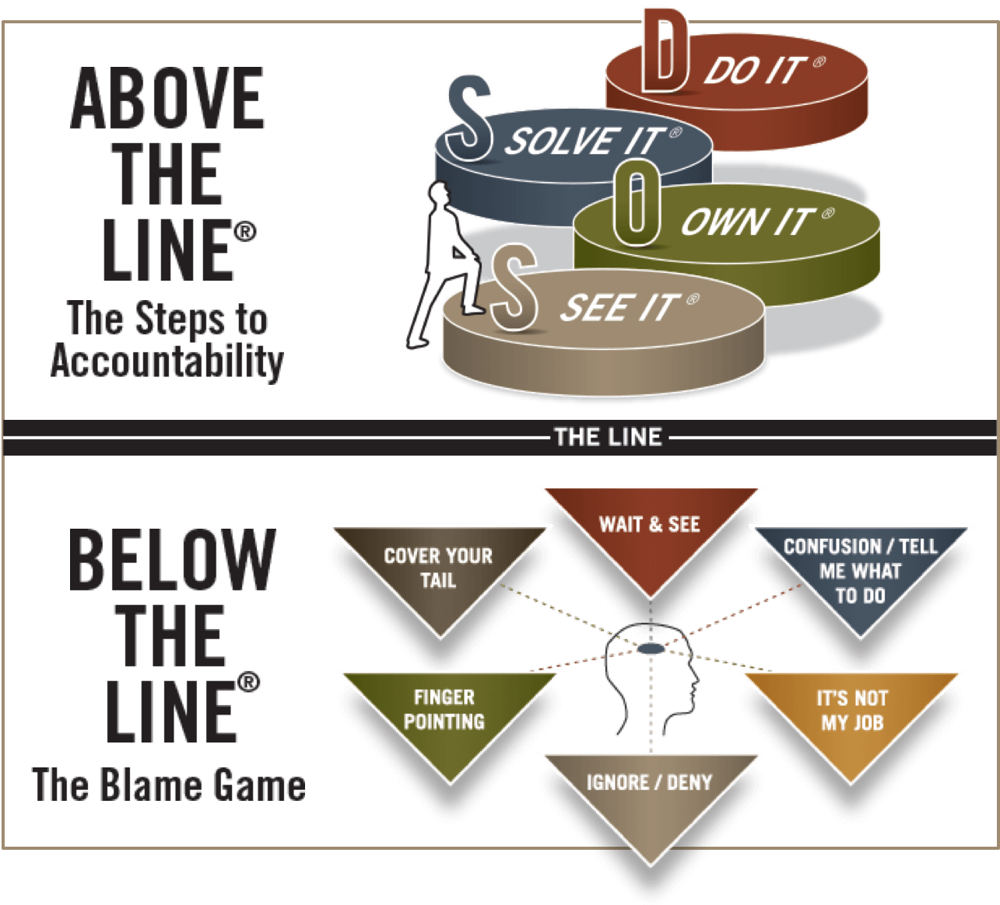 ABOVE
THE
LINE®
The Steps to
Accountability
D DO IT®
S SOLVE IT®
O OWN IT®
S SEE IT®
THE LINE
BELOW
THE
LINE®
The Blame Game
WAIT & SEE
COVER YOUR
TAIL
CONFUSION / TELL
ME WHAT
TO DO
FINGER
POINTING
IT'S NOT
MY JOB
IGNORE / DENY